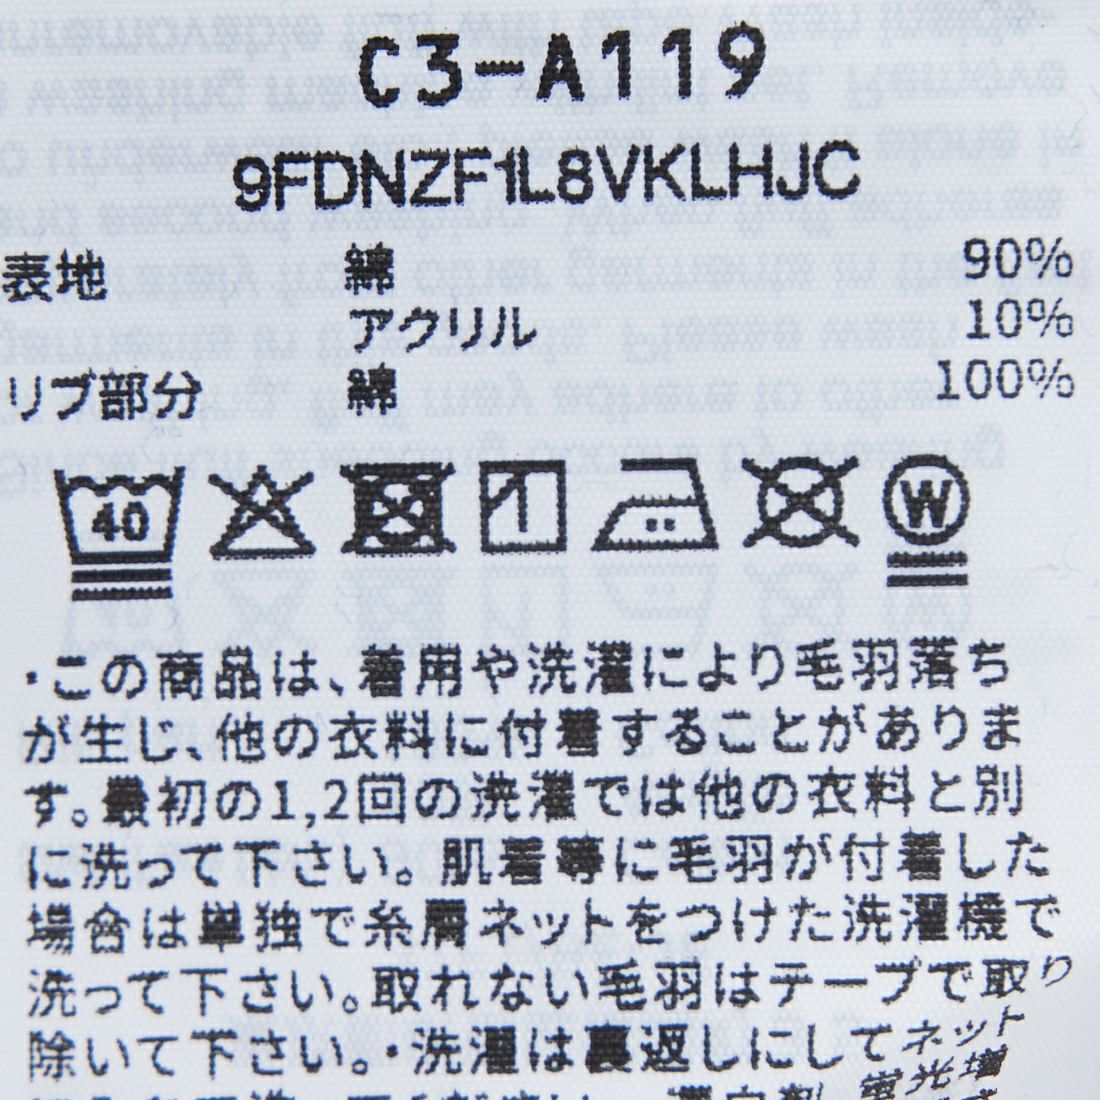 C3-A119
9FDNZF1L8VKLHJC
表地 綿 90%
アクリル 10%
リブ部分 綿 100%
40 W
・この商品は、着用や洗濯により毛羽落ち
が生じ、他の衣料に付着することがありま
す。最初の1,2回の洗濯では他の衣料と別
に洗って下さい。肌着等に毛羽が付着した
場合は単独で糸屑ネットをつけた洗濯機で
洗って下さい。取れない毛羽はテープで取り
除いて下さい。・洗濯は裏返しにしてネット
蛍光増